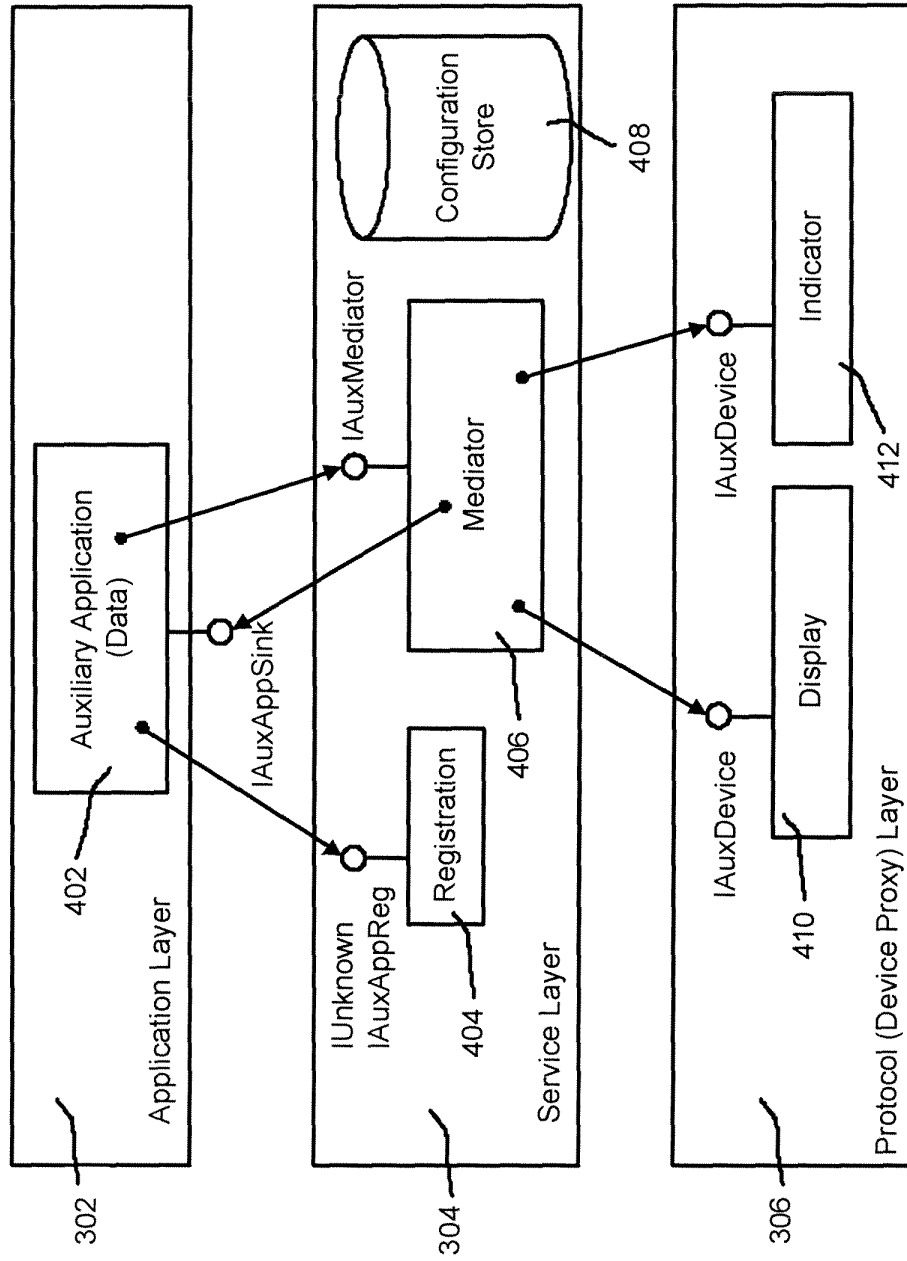 302
Application Layer
402
Auxiliary Application
(Data)
IAuxAppSink
304
Service Layer
IUnknown
IAuxAppReg
404
Registration
IAuxMediator
406
Mediator
Configuration
Store
408
306
Protocol (Device Proxy) Layer
IAuxDevice
410
Display
IAuxDevice
412
Indicator